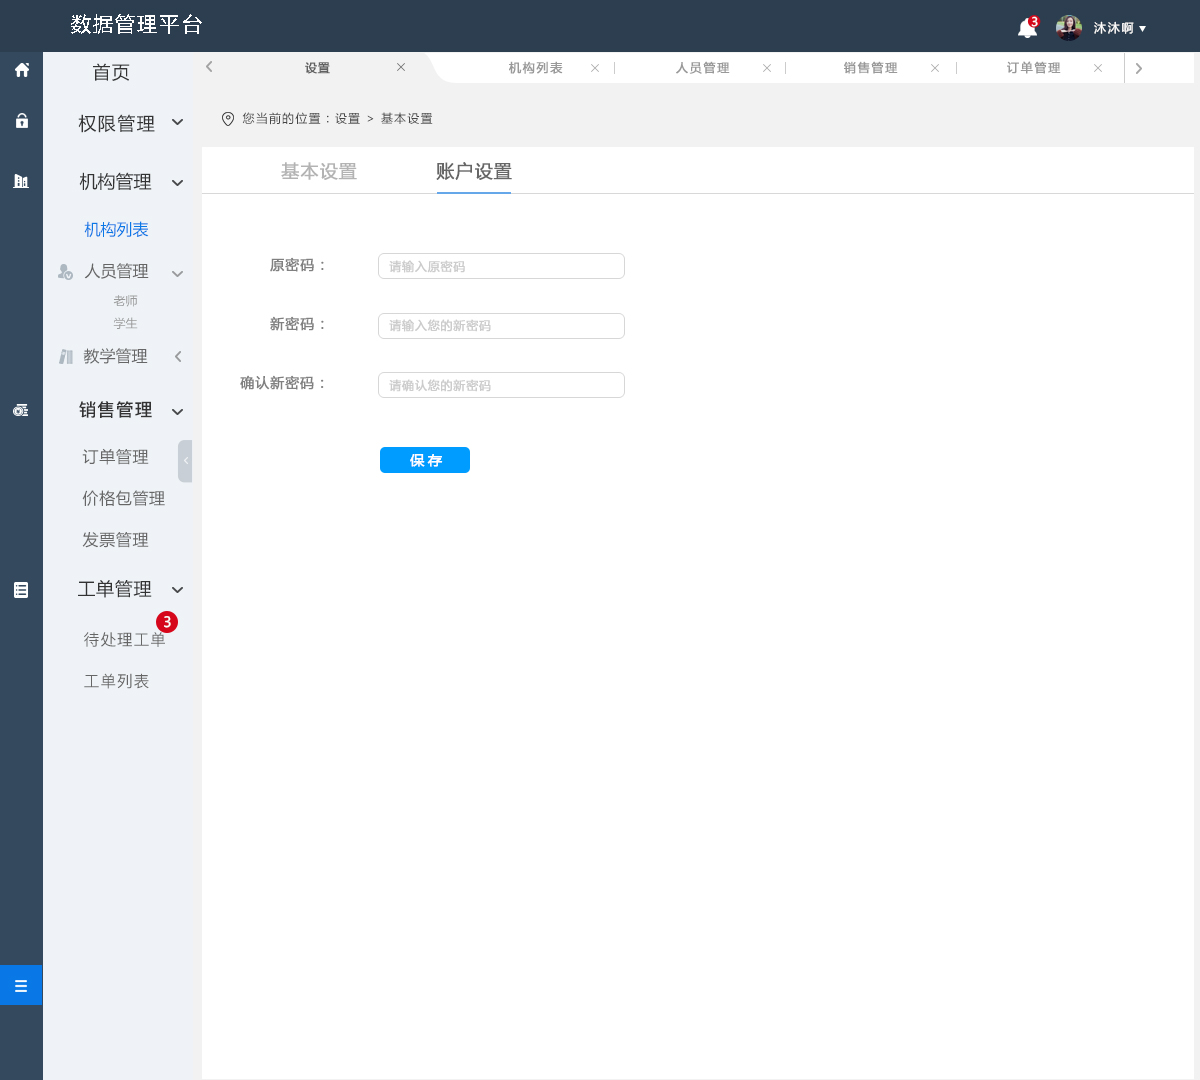 数据管理平台
3
沐沐啊
首页
权限管理
机构管理
机构列表
人员管理
老师
学生
教学管理
销售管理
订单管理
价格包管理
发票管理
工单管理
3
待处理工单
工单列表
设置
机构列表
人员管理
销售管理
订单管理
您当前的位置：设置 > 基本设置
基本设置
账户设置
原密码：
请输入原密码
新密码：
请输入您的新密码
确认新密码：
请确认您的新密码
保存